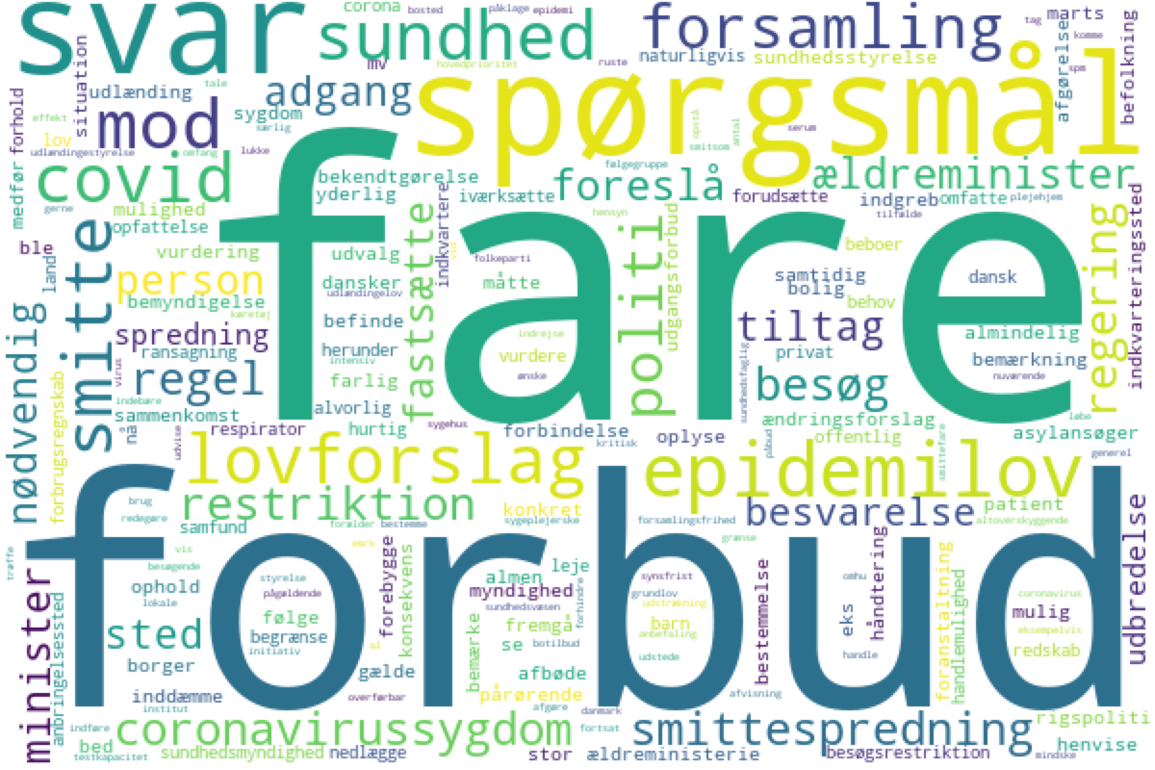 svar
corona
bosted
påklage
epidemi
sundhed
forsamling
tag
marts
naturligvis
sundhedsstyrelse
hovedprioritet
ruste
komme
spm
afgørelse
befolkning
situation
mv
tale
effekt
udlænding
adgang
spørgsmål
forhold
medfør
lov
mod
sygdom
særlig
lukke
udlændingestyrelse
omfang
opstå
smitsom
antal
serum
følgegruppe
covid
fare
bekendtgørelse
yderlig
iværksætte
foreslå
ældreminister
forudsætte
indgreb
omfatte
plejehjem
tilfælde
gerne
mulighed
opfattelse
smitte
ble
land
vurdering
udvalg
dansker
udlændingelov
fastsætte
indkvartere
vid
folkeparti
hensyn
måtte
politi
udgangsforbud
beboer
samtidig
bolig
behov
dansk
regering
indkvarteringssted
person
bemyndigelse
køretøj
spredning
befinde
indrejse
tiltag
almindelig
nødvendig
ransagning
herunder
intensiv
vurdere
privat
bemærkning
virus
regel
farlig
ønske
sundhedsfaglig
besøg
nuværende
forbrugsregnskab
indebære
sammenkomst
alvorlig
ændringsforslag
løbe
na
udvise
respirator
hurtig
sygehus
forbindelse
kritisk
oplyse
påbud
offentlig
smittefare
asylansøger
generel
lovforslag
epidemilov
restriktion
brug
redegøre
samfund
forælder
bestemme
konkret
sygeplejerske
forsamlingsfrihed
besvarelse
patient
altoverskyggende
forbud
træffe
vis
emrk
grænse
udbredelse
minister
anbringelsessted
besøgende
ophold
lokale
styrelse
pågældende
følge
begrænse
initiativ
al
forebygge
konsekvens
almen
leje
myndighed
sundhedsvæsen
forhindre
fremgå
se
botilbud
bemærke
synsfrist
grundlov
udstrækning
barn
anbefaling
udstede
bestemmelse
omhu
eks
handle
håndtering
foranstaltning
handlemulighed
coronavirus
mulig
eksempelvis
redskab
sted
borger
inddæmme
institut
gælde
overførbar
afbøde
pårørende
afgøre
danmark
afvisning
indføre
coronavirussygdom
fortsat
smittespredning
rigspoliti
bed
testkapacitet
sundhedsmyndighed
nedlægge
stor
ældreministerie
besøgsrestriktion
henvise
mindske